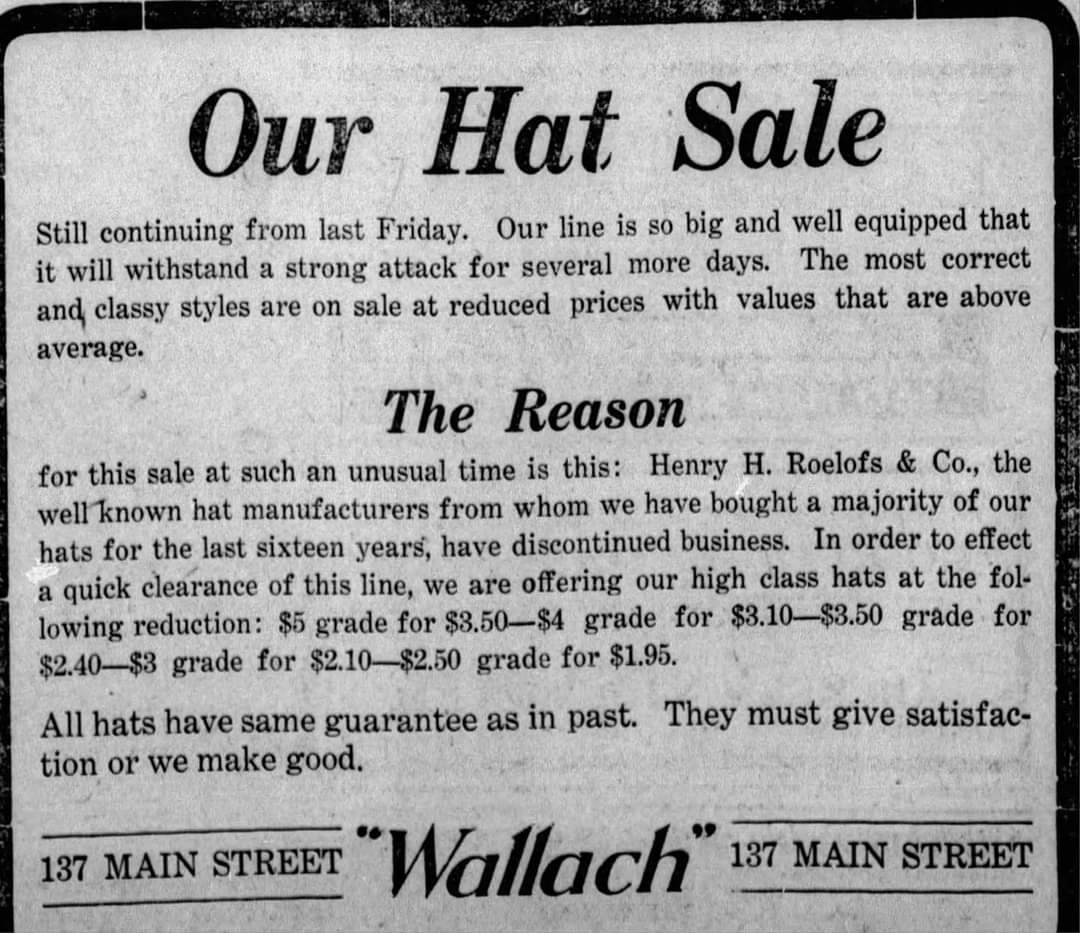 Our Hat Sale
Still continuing from last Friday. Our line is so big and well equipped that
it will withstand a strong attack for several more days. The most correct
and classy styles are on sale at reduced prices with values that are above
average.
The Reason
for this sale at such an unusual time is this: Henry H. Roelofs & Co., the
well known hat manufacturers from whom we have bought a majority of our
hats for the last sixteen years, have discontinued business. In order to effect
a quick clearance of this line, we are offering our high class hats at the fol-
lowing reduction: $5 grade for $3.50—$4 grade for $3.10—$3.50 grade for
$2.40—$3 grade for $2.10—$2.50 grade for $1.95.
All hats have same guarantee as in past. They must give satisfac-
tion or we make good.
137 MAIN STREET "Wallach" 137 MAIN STREET